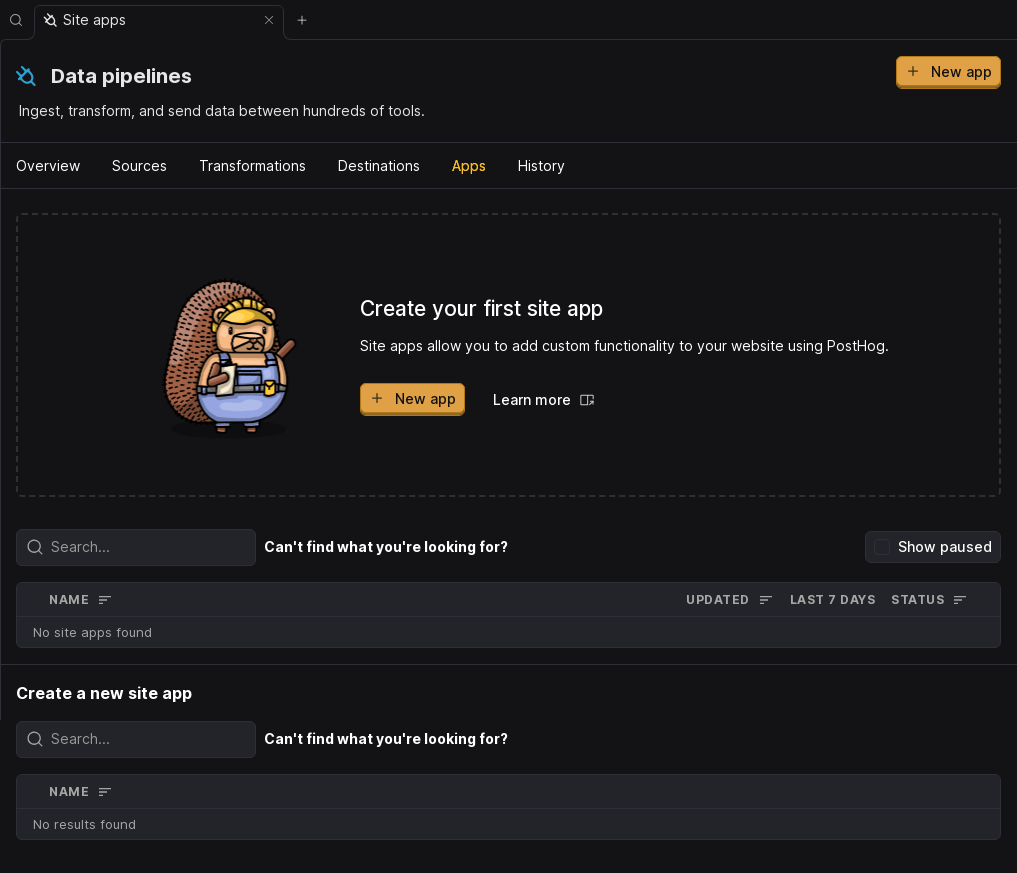 Site apps
Data pipelines
New app
Ingest, transform, and send data between hundreds of tools.
Overview Sources Transformations Destinations Apps History
Create your first site app
Site apps allow you to add custom functionality to your website using PostHog.
New app Learn more
Search... Can't find what you're looking for? Show paused
NAME UPDATED LAST 7 DAYS STATUS
No site apps found
Create a new site app
Search... Can't find what you're looking for?
NAME
No results found